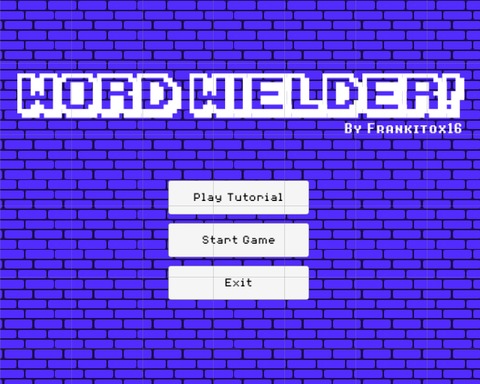 WORD WIELDER!
By Frankitox16
Play Tutorial
Start Game
Exit